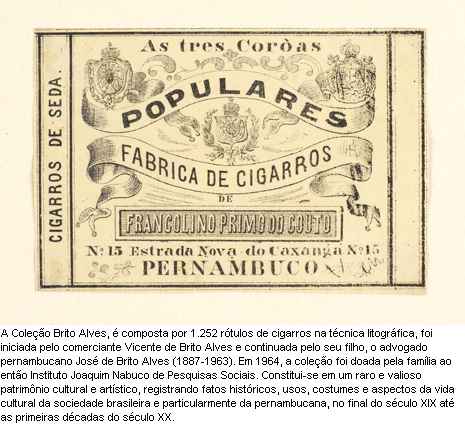 CIGARROS DE SEDA.
As tres Corôas
POPULARES
FABRICA DE CIGARROS
DE
FRANCOLINO PRIMO DO COUTO
Nº 15 Estrada Nova do Caxangá Nº 15
PERNAMBUCO
A Coleção Brito Alves, é composta por 1.252 rótulos de cigarros na técnica litográfica, foi
iniciada pelo comerciante Vicente de Brito Alves e continuada pelo seu filho, o advogado
pernambucano José de Brito Alves (1887-1963). Em 1964, a coleção foi doada pela família ao
então Instituto Joaquim Nabuco de Pesquisas Sociais. Constitui-se em um raro e valioso
patrimônio cultural e artístico, registrando fatos históricos, usos, costumes e aspectos da vida
cultural da sociedade brasileira e particularmente da pernambucana, no final do século XIX até
as primeiras décadas do século XX.